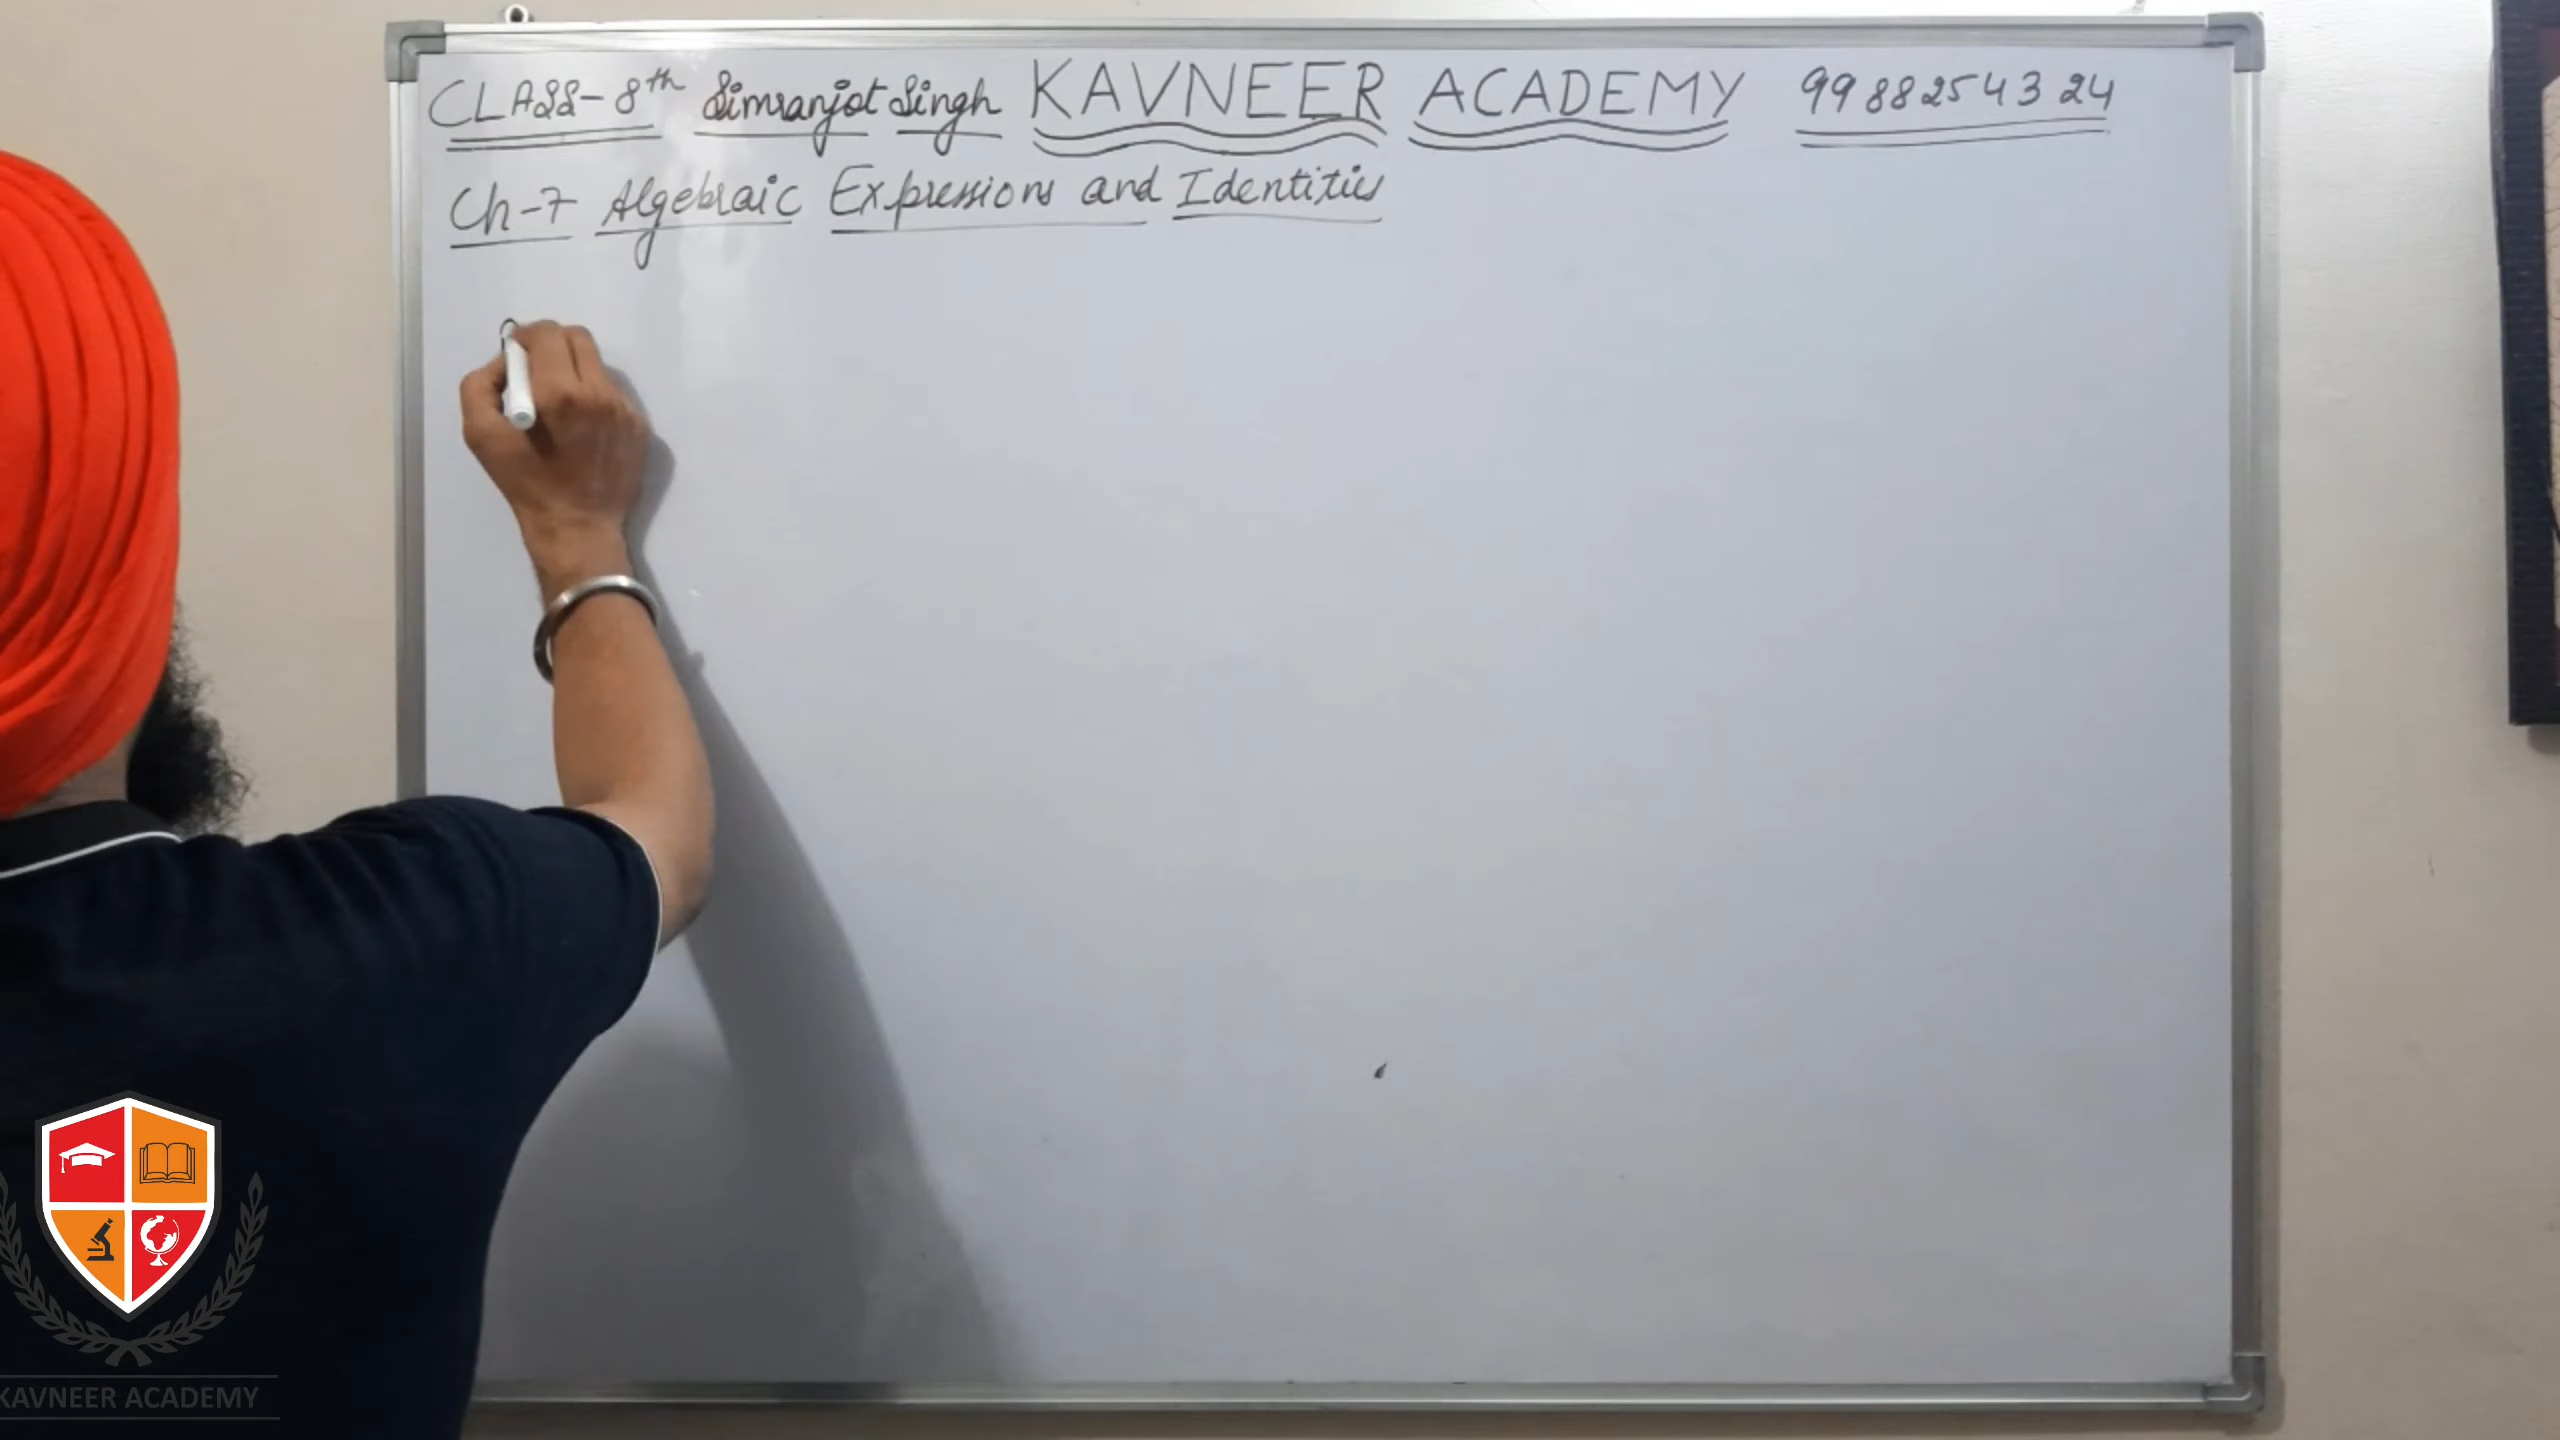 CLASS-8th Simranjot Singh KAVNEER ACADEMY 9988254324
Ch-7 Algebraic Expressions and Identities
KAVNEER ACADEMY